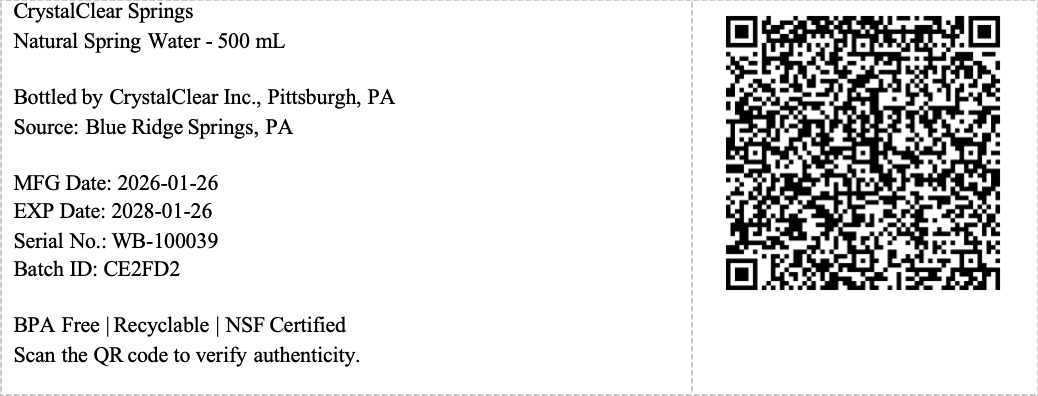 CrystalClear Springs
Natural Spring Water - 500 mL
Bottled by CrystalClear Inc., Pittsburgh, PA
Source: Blue Ridge Springs, PA
MFG Date: 2026-01-26
EXP Date: 2028-01-26
Serial No.: WB-100039
Batch ID: CE2FD2
BPA Free | Recyclable | NSF Certified
Scan the QR code to verify authenticity.